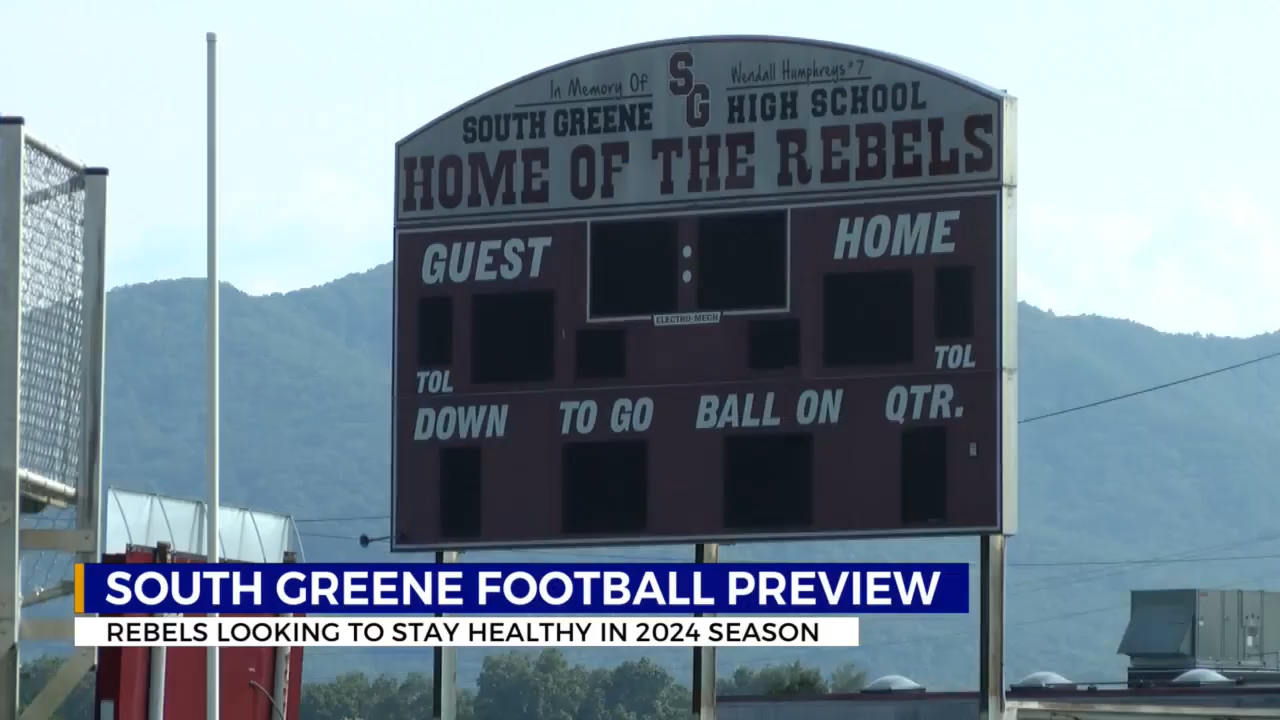 In Memory Of SG Wendall Humphreys #7
SOUTH GREENE HIGH SCHOOL
HOME OF THE REBELS
GUEST : HOME
ELECTRO-MECH
TOL TOL
DOWN TO GO BALL ON QTR.
SOUTH GREENE FOOTBALL PREVIEW
REBELS LOOKING TO STAY HEALTHY IN 2024 SEASON